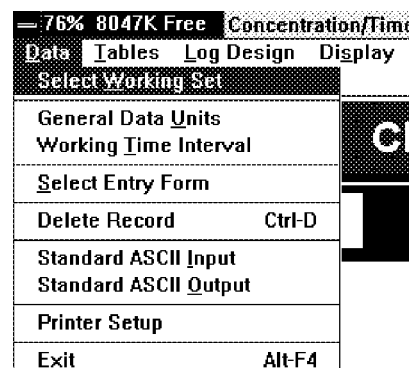 76% 8047K Free Concentration/Time
Data Tables Log Design Display
Select Working Set
General Data Units
Working Time Interval
Select Entry Form
Delete Record Ctrl-D
Standard ASCII Input
Standard ASCII Output
Printer Setup
Exit Alt-F4